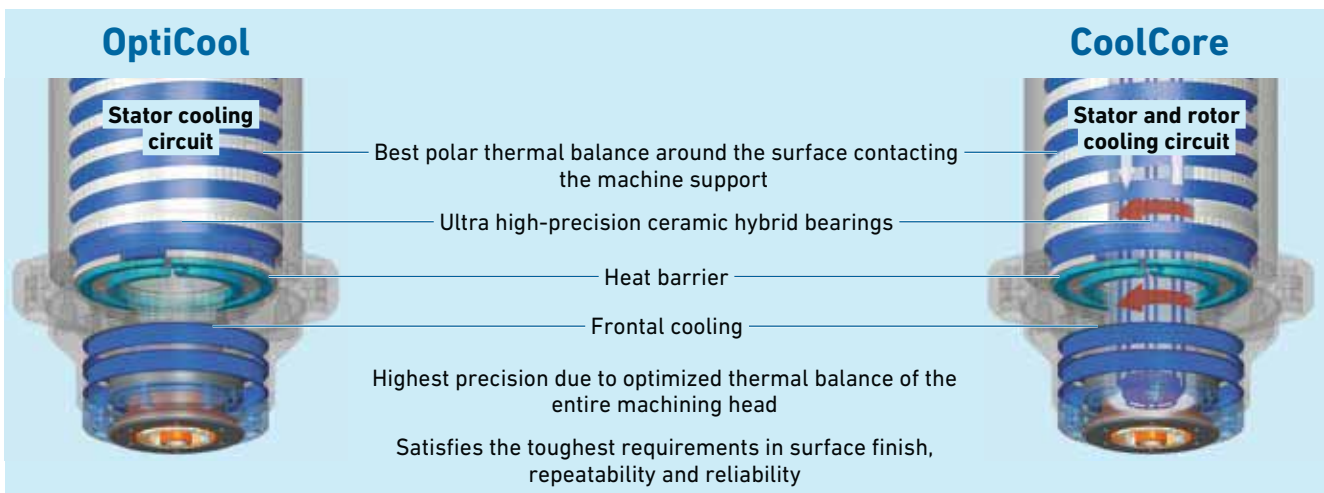 OptiCool
CoolCore
Stator cooling
circuit
Stator and rotor
cooling circuit
Best polar thermal balance around the surface contacting
the machine support
Ultra high-precision ceramic hybrid bearings
Heat barrier
Frontal cooling
Highest precision due to optimized thermal balance of the
entire machining head
Satisfies the toughest requirements in surface finish,
repeatability and reliability